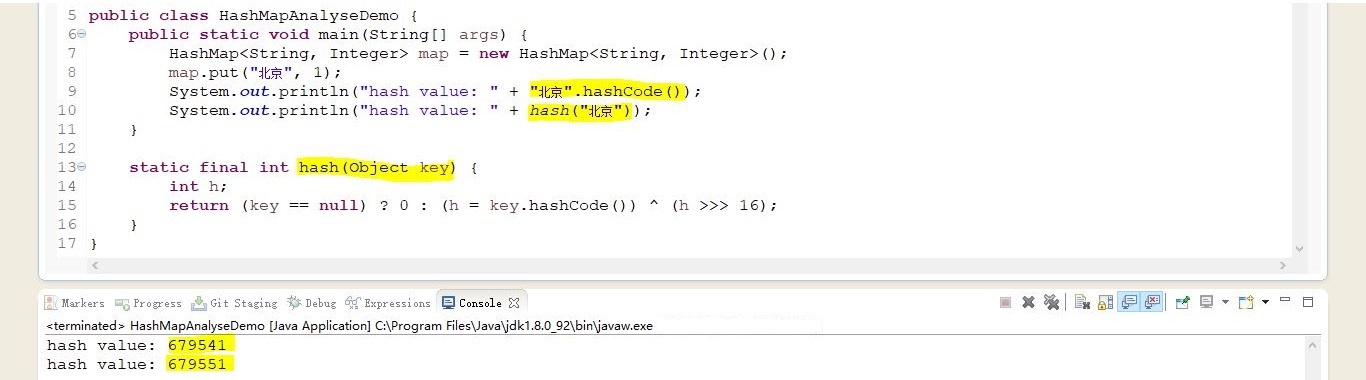 5 public class HashMapAnalyseDemo {
6 public static void main(String[] args) {
7 HashMap<String, Integer> map = new HashMap<String, Integer>();
8 map.put("北京", 1);
9 System.out.println("hash value: " + "北京".hashCode());
10 System.out.println("hash value: " + hash("北京"));
11 }
12
13 static final int hash(Object key) {
14 int h;
15 return (key == null) ? 0 : (h = key.hashCode()) ^ (h >>> 16);
16 }
17 }
Markers Progress Git Staging Debug Expressions Console
<terminated> HashMapAnalyseDemo [Java Application] C:\Program Files\Java\jdk1.8.0_92\bin\javaw.exe
hash value: 679541
hash value: 679551